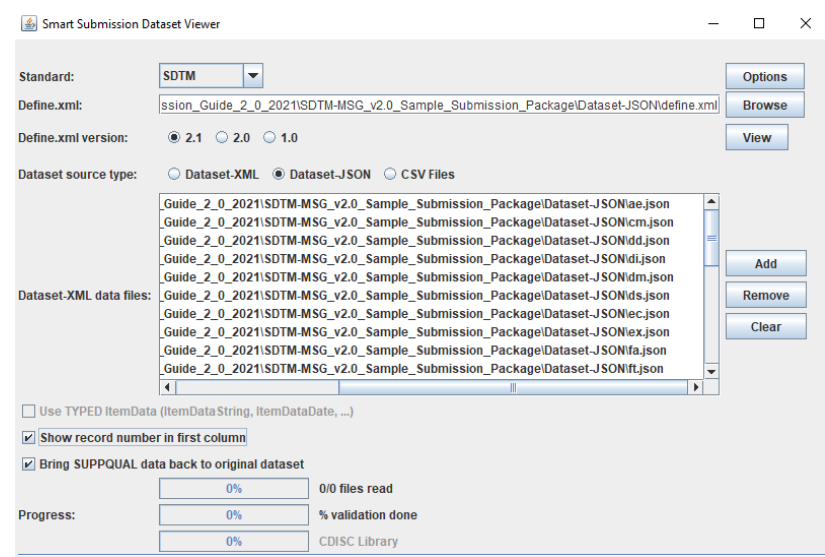 Smart Submission Dataset Viewer
Standard: SDTM Options
Define.xml: ssion_Guide_2_0_2021\SDTM-MSG_v2.0_Sample_Submission_Package\Dataset-JSON\define.xml Browse
Define.xml version: 2.1 2.0 1.0 View
Dataset source type: Dataset-XML Dataset-JSON CSV Files
_Guide_2_0_2021\SDTM-MSG_v2.0_Sample_Submission_Package\Dataset-JSON\ae.json
_Guide_2_0_2021\SDTM-MSG_v2.0_Sample_Submission_Package\Dataset-JSON\cm.json
_Guide_2_0_2021\SDTM-MSG_v2.0_Sample_Submission_Package\Dataset-JSON\dd.json
_Guide_2_0_2021\SDTM-MSG_v2.0_Sample_Submission_Package\Dataset-JSON\di.json
_Guide_2_0_2021\SDTM-MSG_v2.0_Sample_Submission_Package\Dataset-JSON\dm.json
Dataset-XML data files: _Guide_2_0_2021\SDTM-MSG_v2.0_Sample_Submission_Package\Dataset-JSON\ds.json
_Guide_2_0_2021\SDTM-MSG_v2.0_Sample_Submission_Package\Dataset-JSON\ec.json
_Guide_2_0_2021\SDTM-MSG_v2.0_Sample_Submission_Package\Dataset-JSON\ex.json
_Guide_2_0_2021\SDTM-MSG_v2.0_Sample_Submission_Package\Dataset-JSON\fa.json
_Guide_2_0_2021\SDTM-MSG_v2.0_Sample_Submission_Package\Dataset-JSON\ft.json
Add
Remove
Clear
Use TYPED ItemData (ItemDataString, ItemDataDate, ...)
Show record number in first column
Bring SUPPQUAL data back to original dataset
0% 0/0 files read
Progress: 0% % validation done
0% CDISC Library